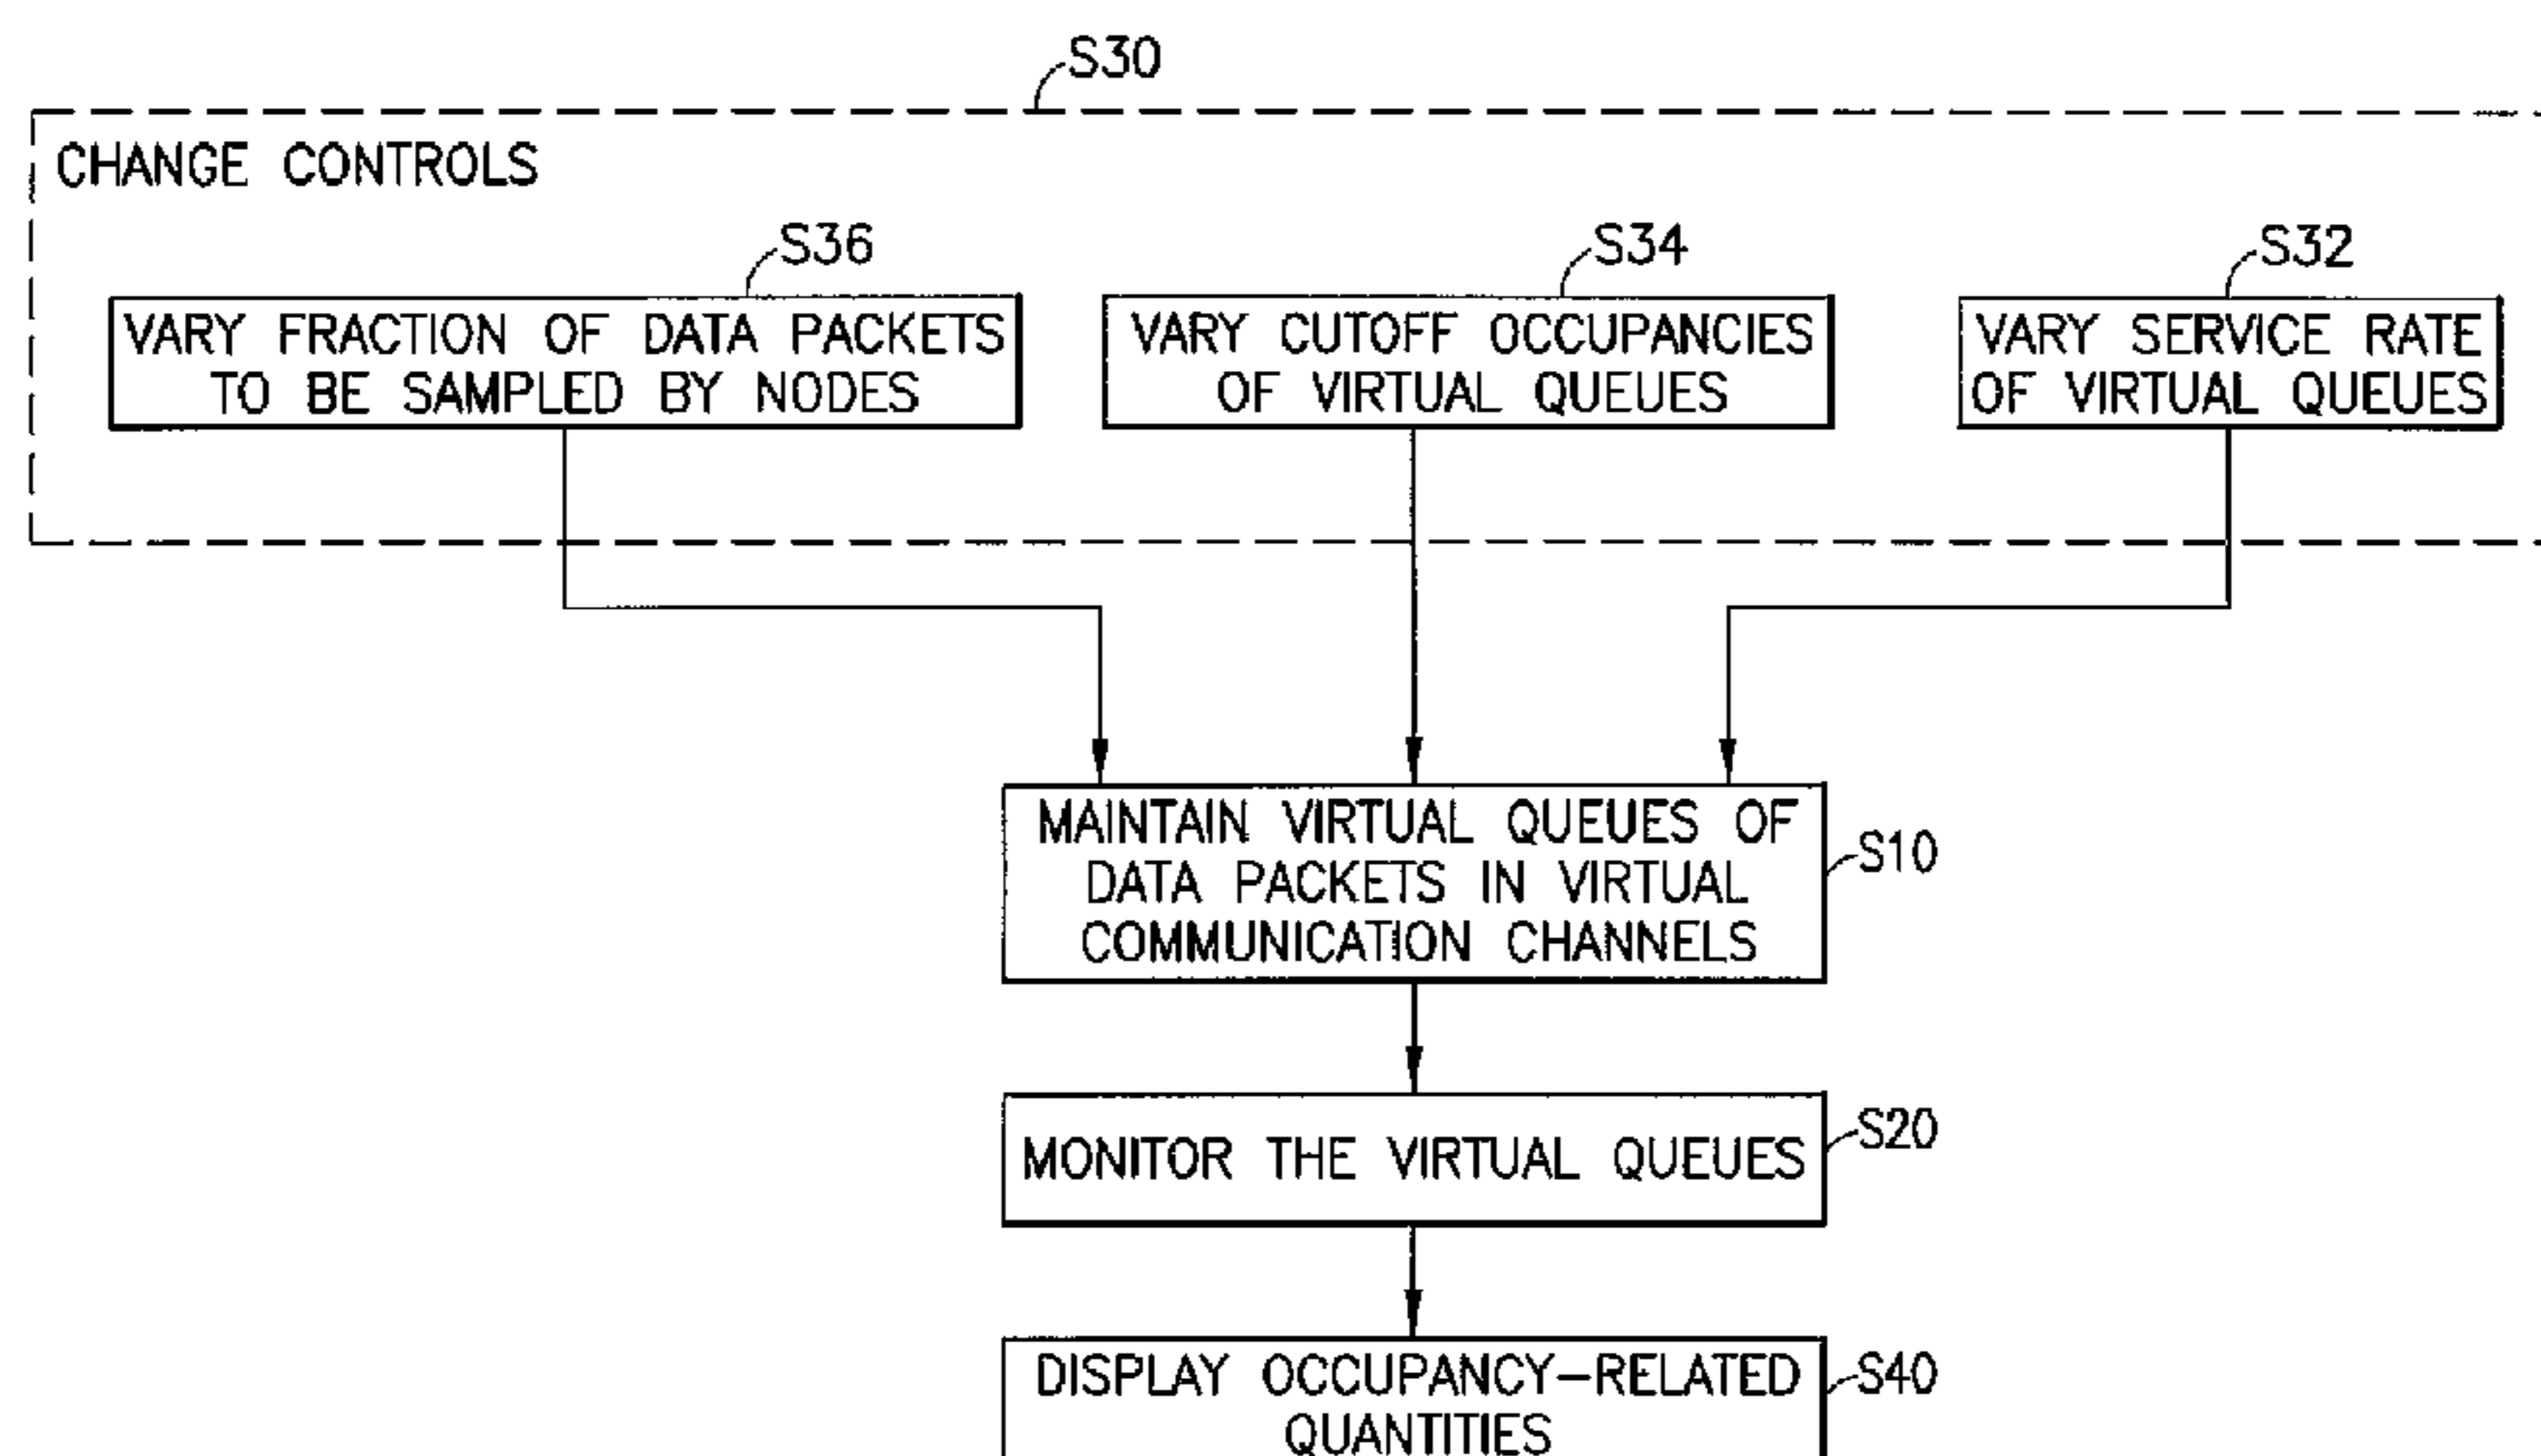 S30
CHANGE CONTROLS
S36
VARY FRACTION OF DATA PACKETS
TO BE SAMPLED BY NODES
S34
VARY CUTOFF OCCUPANCIES
OF VIRTUAL QUEUES
S32
VARY SERVICE RATE
OF VIRTUAL QUEUES
MAINTAIN VIRTUAL QUEUES OF
DATA PACKETS IN VIRTUAL
COMMUNICATION CHANNELS
S10
MONITOR THE VIRTUAL QUEUES
S20
DISPLAY OCCUPANCY-RELATED
QUANTITIES
S40